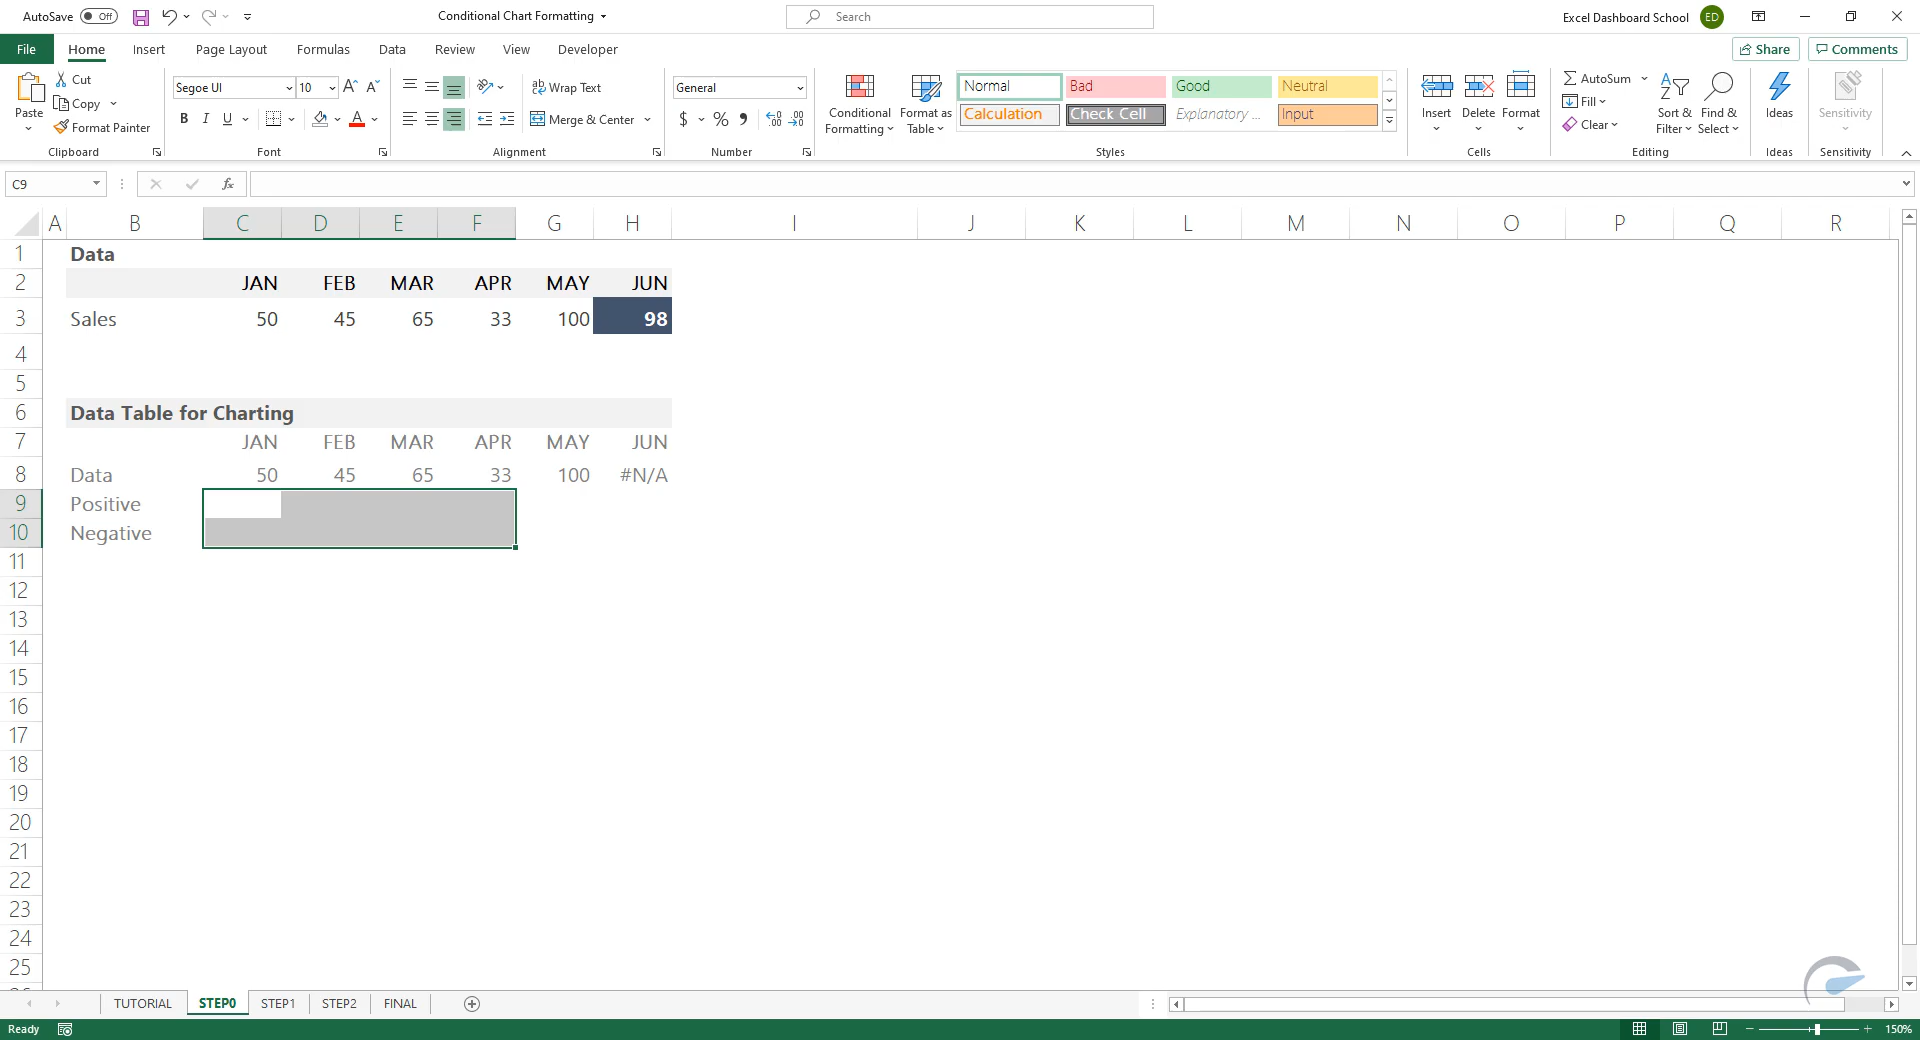 AutoSave Off Conditional Chart Formatting Search Excel Dashboard School ED
File Home Insert Page Layout Formulas Data Review View Developer Share Comments
Paste Cut Copy Format Painter Clipboard
Segoe UI 10 B I U A Font
Wrap Text Merge & Center Alignment
General $ % Number
Conditional Formatting Format as Table
Normal Bad Good Neutral
Calculation Check Cell Explanatory ... Input
Styles
Insert Delete Format Cells
AutoSum Fill Clear Sort & Filter Find & Select Editing
Ideas Ideas
Sensitivity Sensitivity
C9 fx
A B C D E F G H I J K L M N O P Q R
1 Data
2 JAN FEB MAR APR MAY JUN
3 Sales 50 45 65 33 100 98
4
5
6 Data Table for Charting
7 JAN FEB MAR APR MAY JUN
8 Data 50 45 65 33 100 #N/A
9 Positive
10 Negative
11
12
13
14
15
16
17
18
19
20
21
22
23
24
25
TUTORIAL STEP0 STEP1 STEP2 FINAL
Ready 150%